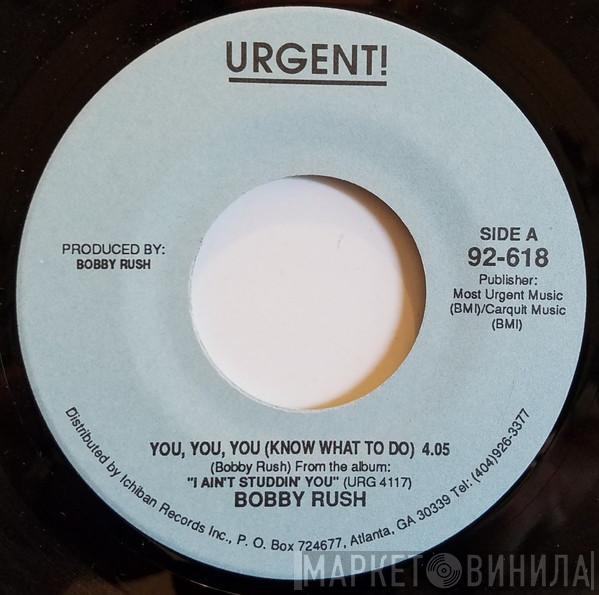 URGENT!
PRODUCED BY:
BOBBY RUSH
SIDE A
92-618
Publisher:
Most Urgent Music
(BMI)/Carquit Music
(BMI)
YOU, YOU, YOU (KNOW WHAT TO DO) 4.05
(Bobby Rush) From the album:
"I AIN'T STUDDIN' YOU" (URG 4117)
BOBBY RUSH
Distributed by Ichiban Records Inc., P. O. Box 724677, Atlanta, GA 30339 Tel: (404)926-3377
МАРКЕТ ВИНИЛА